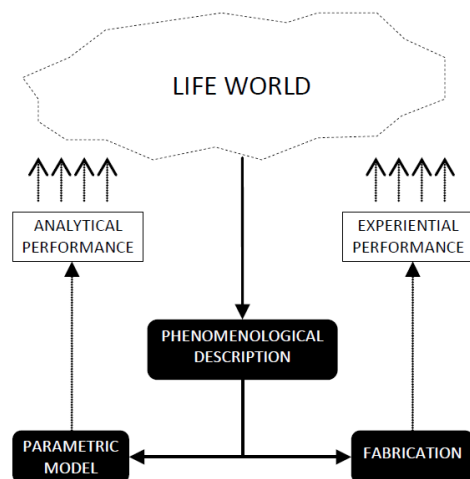 LIFE WORLD
ANALYTICAL
PERFORMANCE
EXPERIENTIAL
PERFORMANCE
PHENOMENOLOGICAL
DESCRIPTION
PARAMETRIC
MODEL
FABRICATION